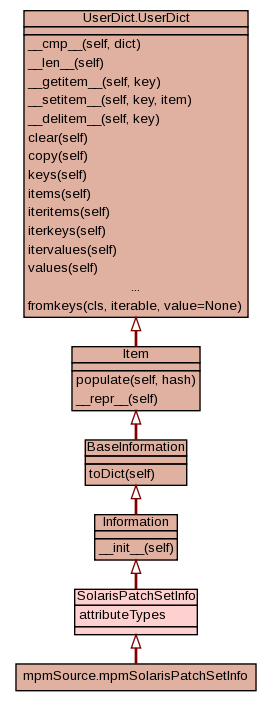 UserDict.UserDict
__cmp__(self, dict)
__len__(self)
__getitem__(self, key)
__setitem__(self, key, item)
__delitem__(self, key)
clear(self)
copy(self)
keys(self)
items(self)
iteritems(self)
iterkeys(self)
itervalues(self)
values(self)
...
fromkeys(cls, iterable, value=None)
Item
populate(self, hash)
__repr__(self)
BaseInformation
toDict(self)
Information
__init__(self)
SolarisPatchSetInfo
attributeTypes
mpmSource.mpmSolarisPatchSetInfo